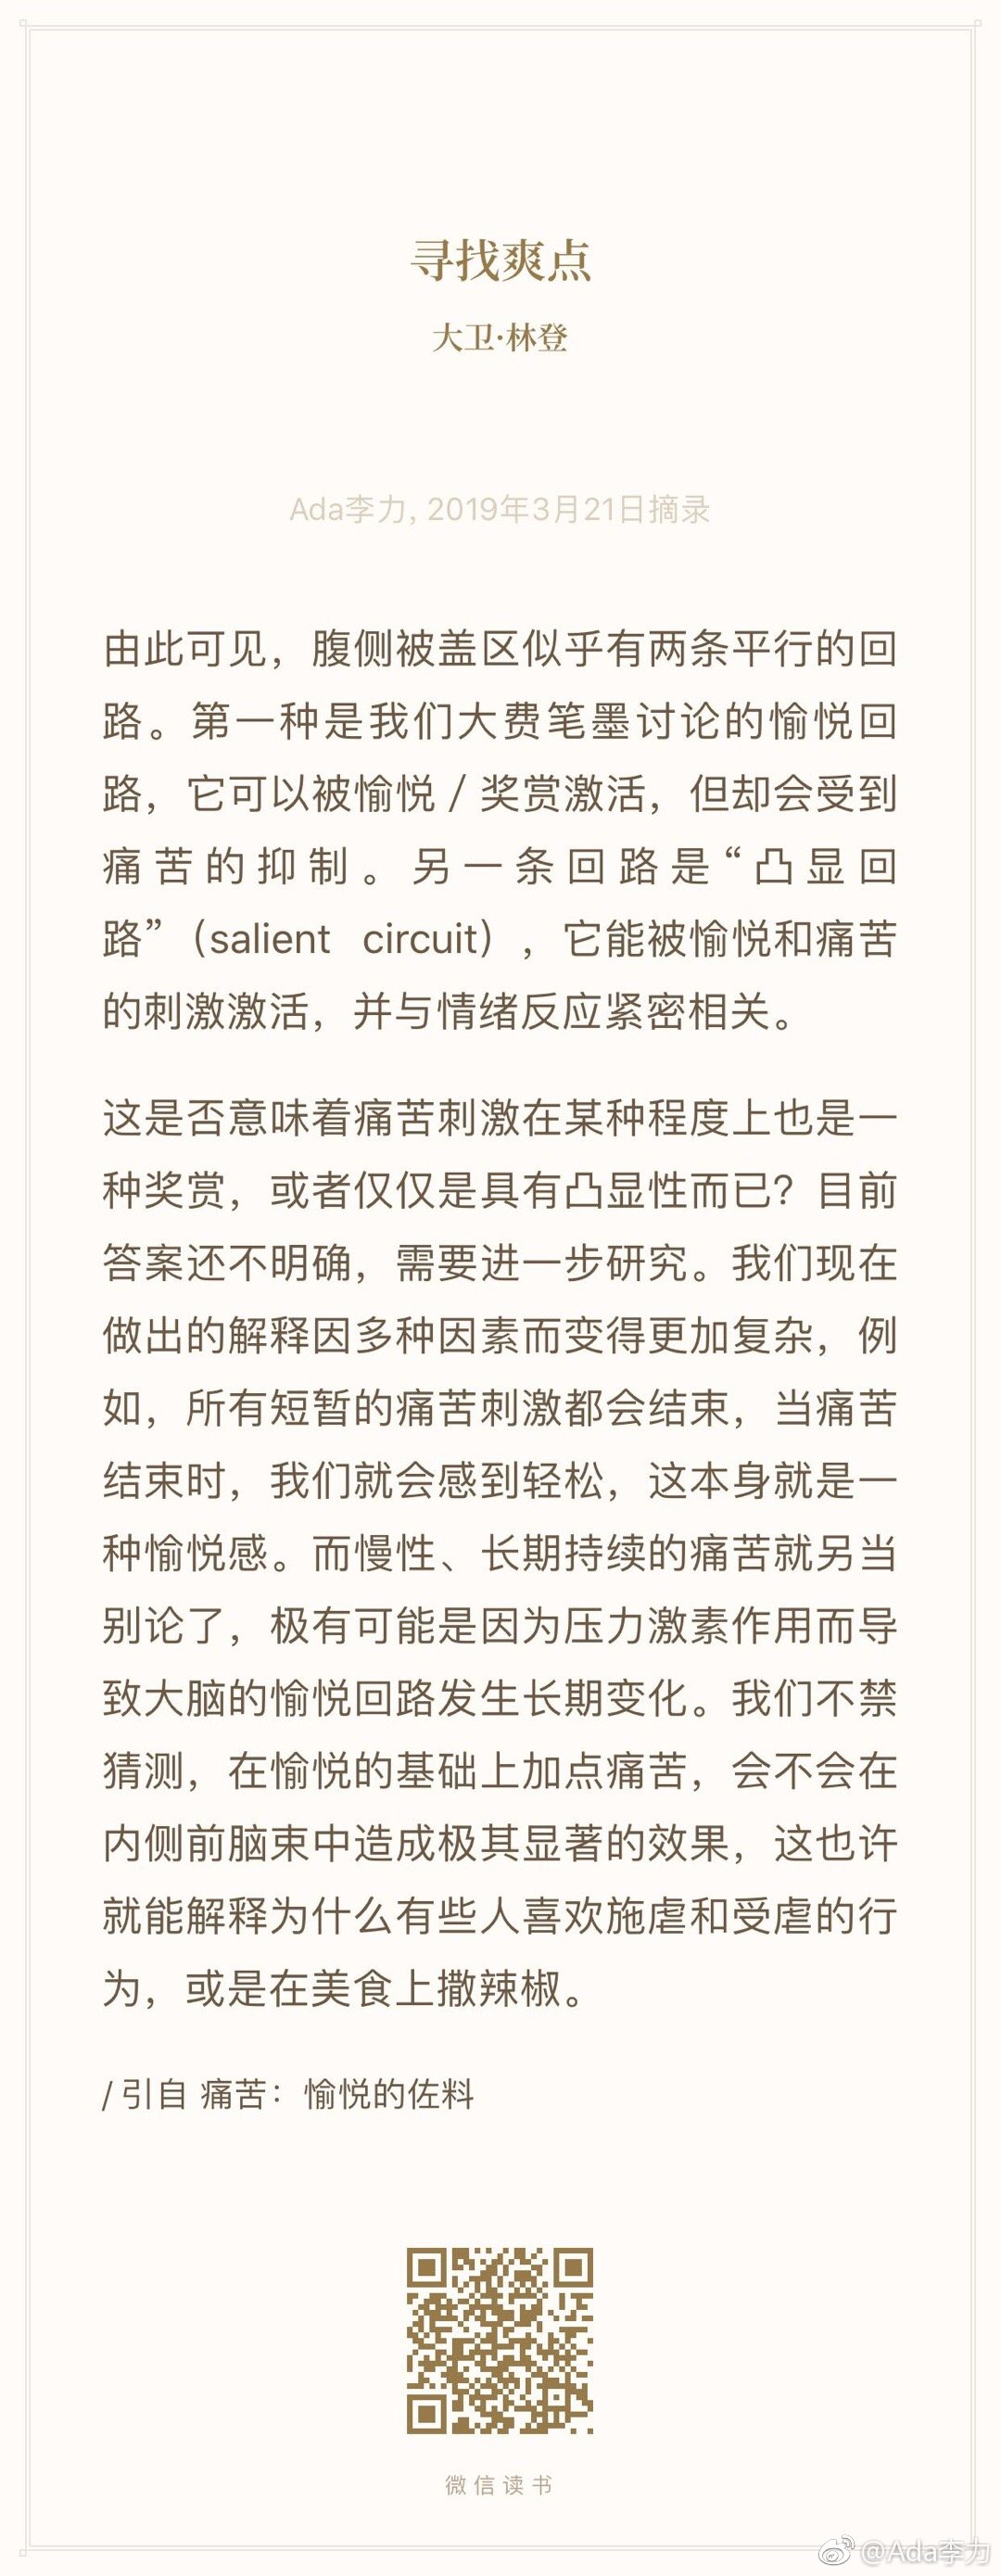 寻找爽点
大卫·林登
Ada李力, 2019年3月21日摘录
由此可见，腹侧被盖区似乎有两条平行的回
路。第一种是我们大费笔墨讨论的愉悦回
路，它可以被愉悦 / 奖赏激活，但却会受到
痛苦的抑制。另一条回路是“凸显回
路”（salient circuit），它能被愉悦和痛苦
的刺激激活，并与情绪反应紧密相关。
这是否意味着痛苦刺激在某种程度上也是一
种奖赏，或者仅仅是具有凸显性而已？目前
答案还不明确，需要进一步研究。我们现在
做出的解释因多种因素而变得更加复杂，例
如，所有短暂的痛苦刺激都会结束，当痛苦
结束时，我们就会感到轻松，这本身就是一
种愉悦感。而慢性、长期持续的痛苦就另当
别论了，极有可能是因为压力激素作用而导
致大脑的愉悦回路发生长期变化。我们不禁
猜测，在愉悦的基础上加点痛苦，会不会在
内侧前脑束中造成极其显著的效果，这也许
就能解释为什么有些人喜欢施虐和受虐的行
为，或是在美食上撒辣椒。
/ 引自 痛苦：愉悦的佐料
微信读书
@Ada李力